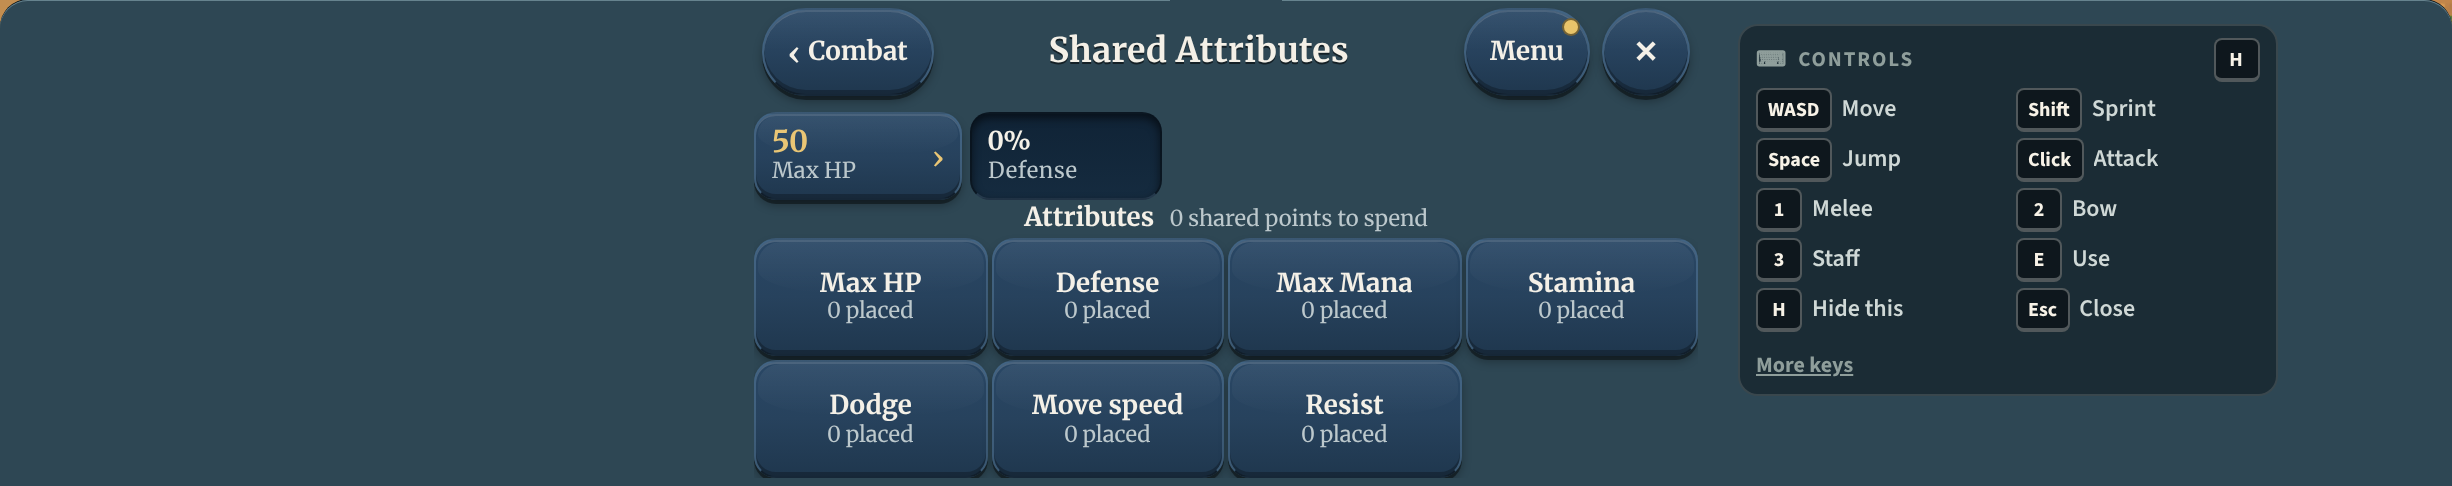 ‹ Combat
Shared Attributes
Menu
×
50
Max HP
›
0%
Defense
Attributes 0 shared points to spend
Max HP
0 placed
Defense
0 placed
Max Mana
0 placed
Stamina
0 placed
Dodge
0 placed
Move speed
0 placed
Resist
0 placed
CONTROLS H
WASD Move
Shift Sprint
Space Jump
Click Attack
1 Melee
2 Bow
3 Staff
E Use
H Hide this
Esc Close
More keys